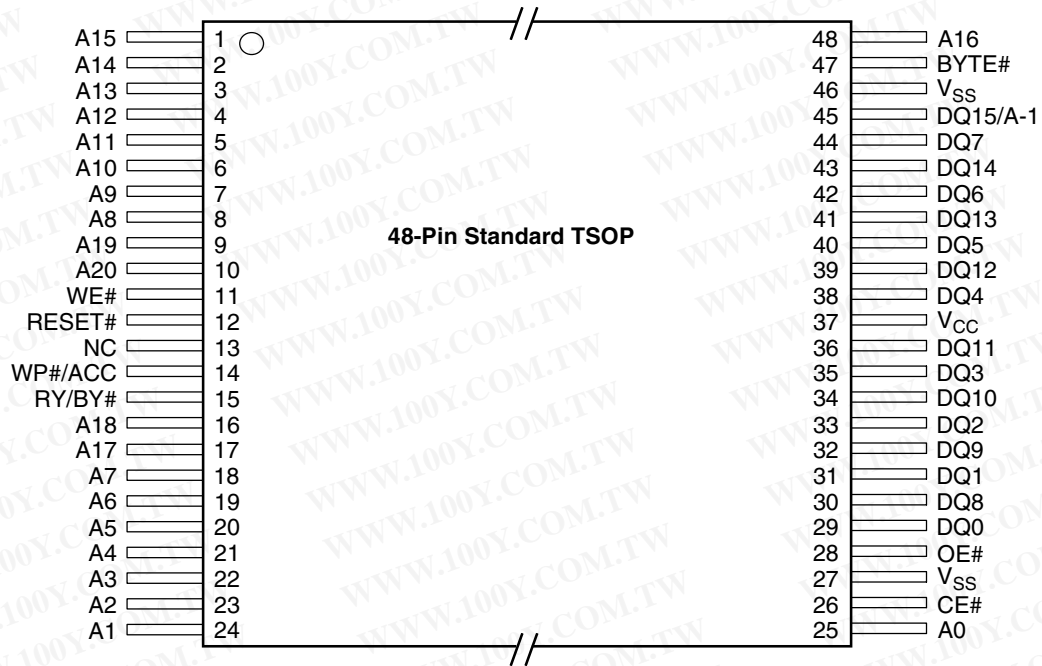 A15 1 48 A16
A14 2 47 BYTE#
A13 3 46 VSS
A12 4 45 DQ15/A-1
A11 5 44 DQ7
A10 6 43 DQ14
A9 7 42 DQ6
A8 8 41 DQ13
A19 9 48-Pin Standard TSOP 40 DQ5
A20 10 39 DQ12
WE# 11 38 DQ4
RESET# 12 37 VCC
NC 13 36 DQ11
WP#/ACC 14 35 DQ3
RY/BY# 15 34 DQ10
A18 16 33 DQ2
A17 17 32 DQ9
A7 18 31 DQ1
A6 19 30 DQ8
A5 20 29 DQ0
A4 21 28 OE#
A3 22 27 VSS
A2 23 26 CE#
A1 24 25 A0
WWW.100Y.COM.TW